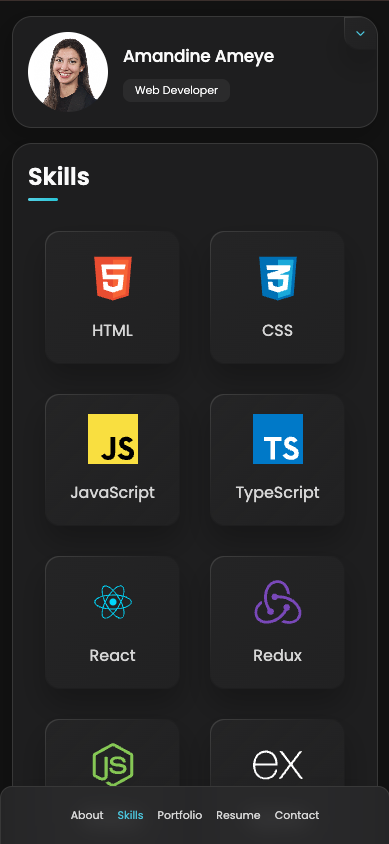 Amandine Ameye
Web Developer
Skills
5
3
HTML
CSS
JS
TS
JavaScript
TypeScript
React
Redux
JS
ex
About
Skills
Portfolio
Resume
Contact